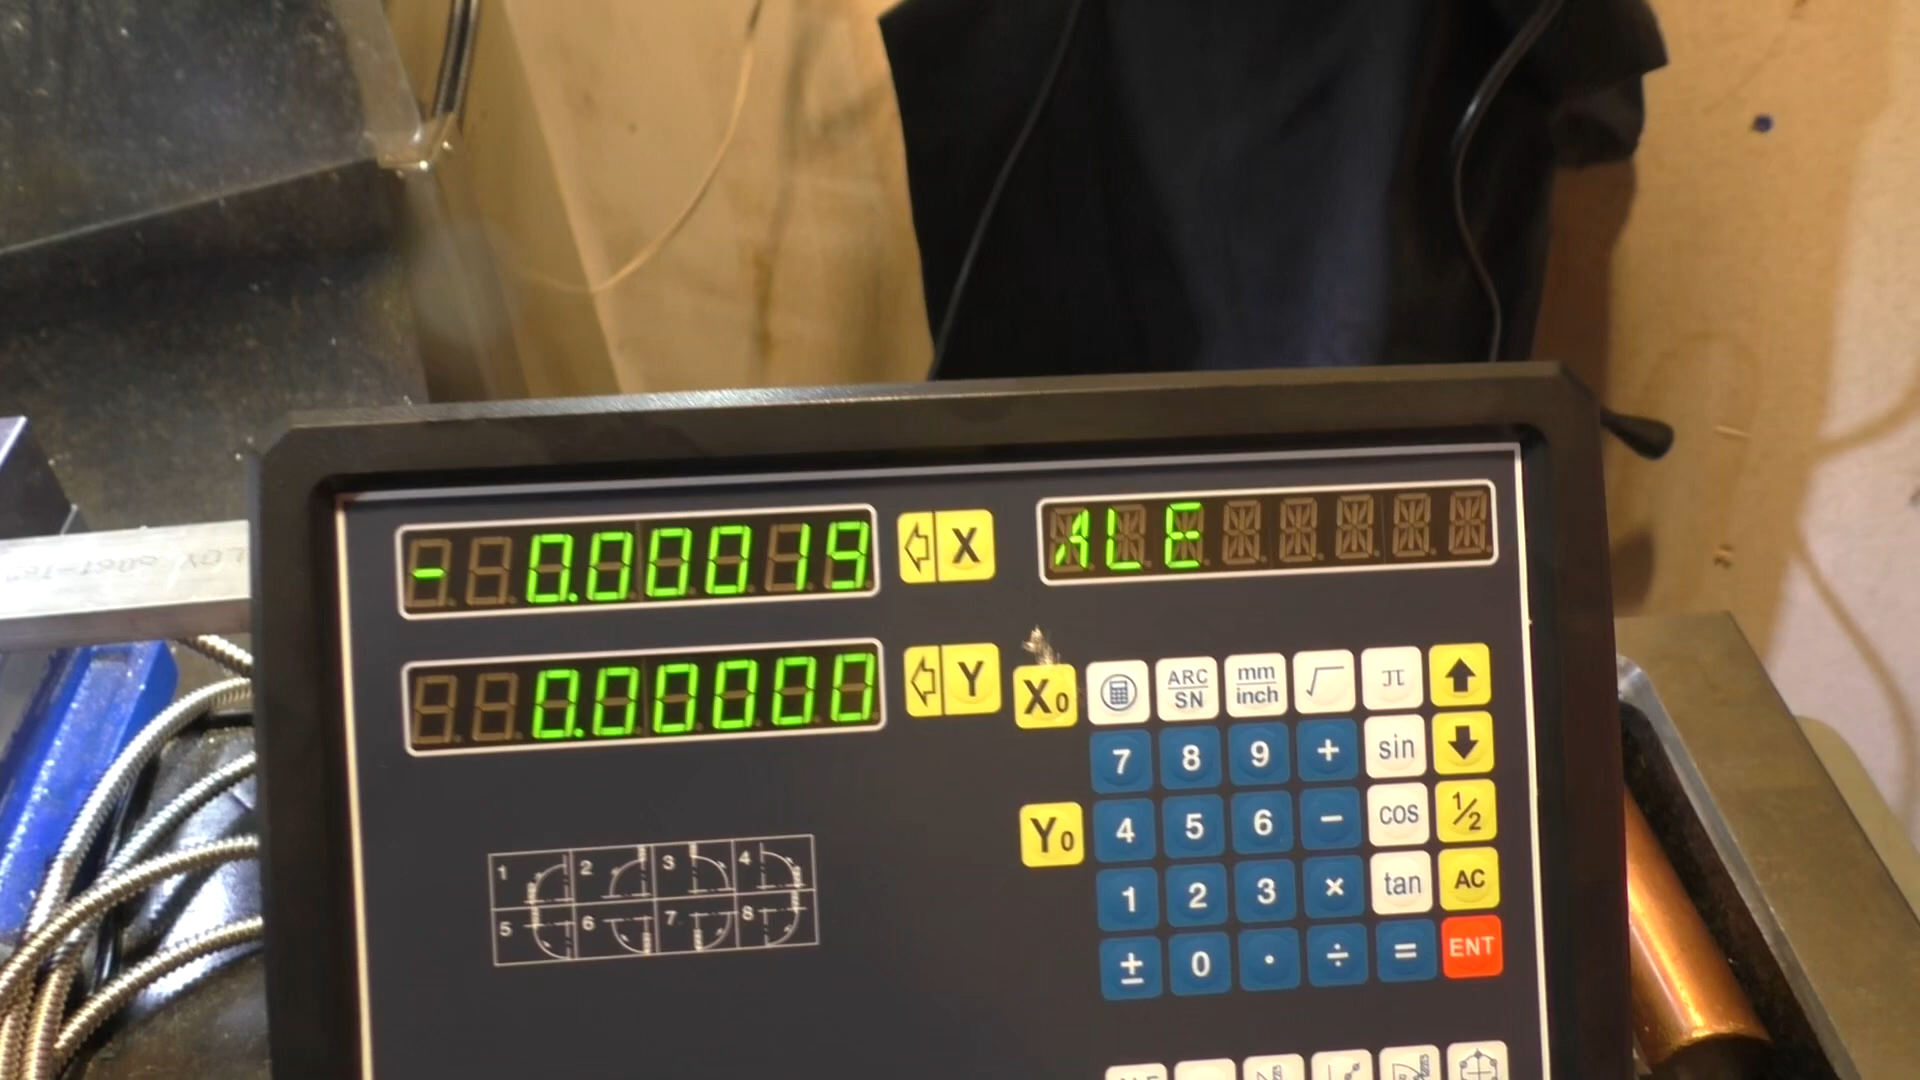 - 0.00019 X ALE
0.00000 Y X0
ARC
SN
mm
inch
√ π
7 8 9 + sin
Y0 4 5 6 - cos 1/2
1 2 3 × tan AC
± 0 . ÷ = ENT
1 2 3 4
5 6 7 8